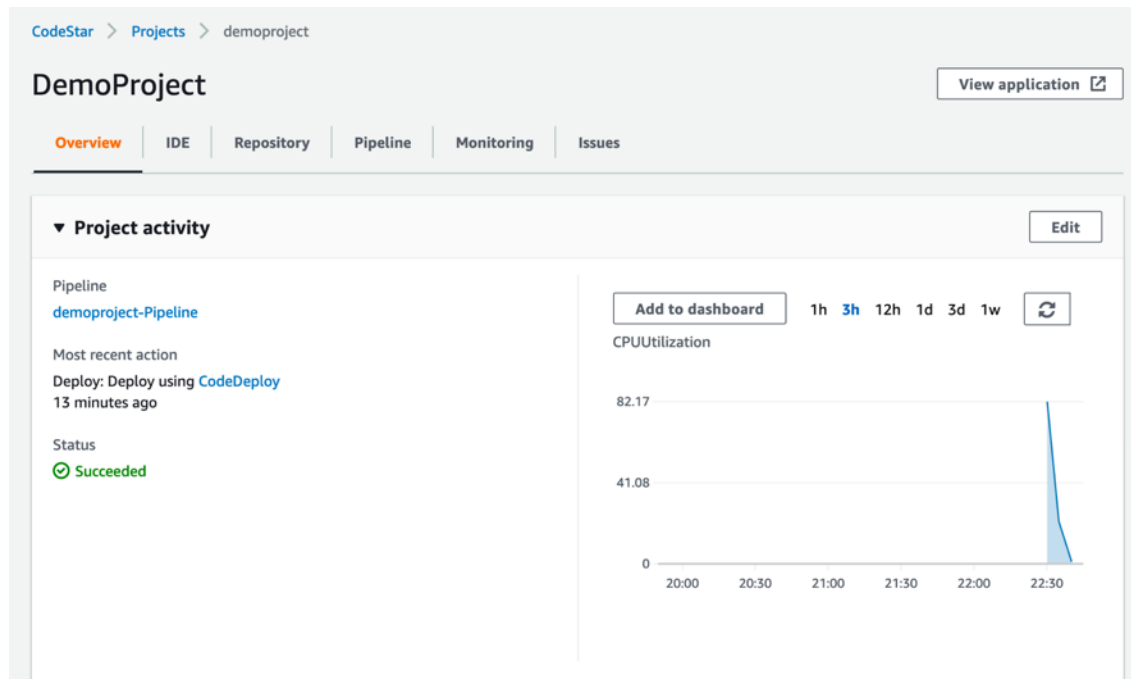 CodeStar > Projects > demoproject
DemoProject
View application
Overview IDE Repository Pipeline Monitoring Issues
▼ Project activity
Edit
Pipeline
demoproject-Pipeline
Most recent action
Deploy: Deploy using CodeDeploy
13 minutes ago
Status
Succeeded
Add to dashboard 1h 3h 12h 1d 3d 1w
CPUUtilization
82.17
41.08
0
20:00 20:30 21:00 21:30 22:00 22:30